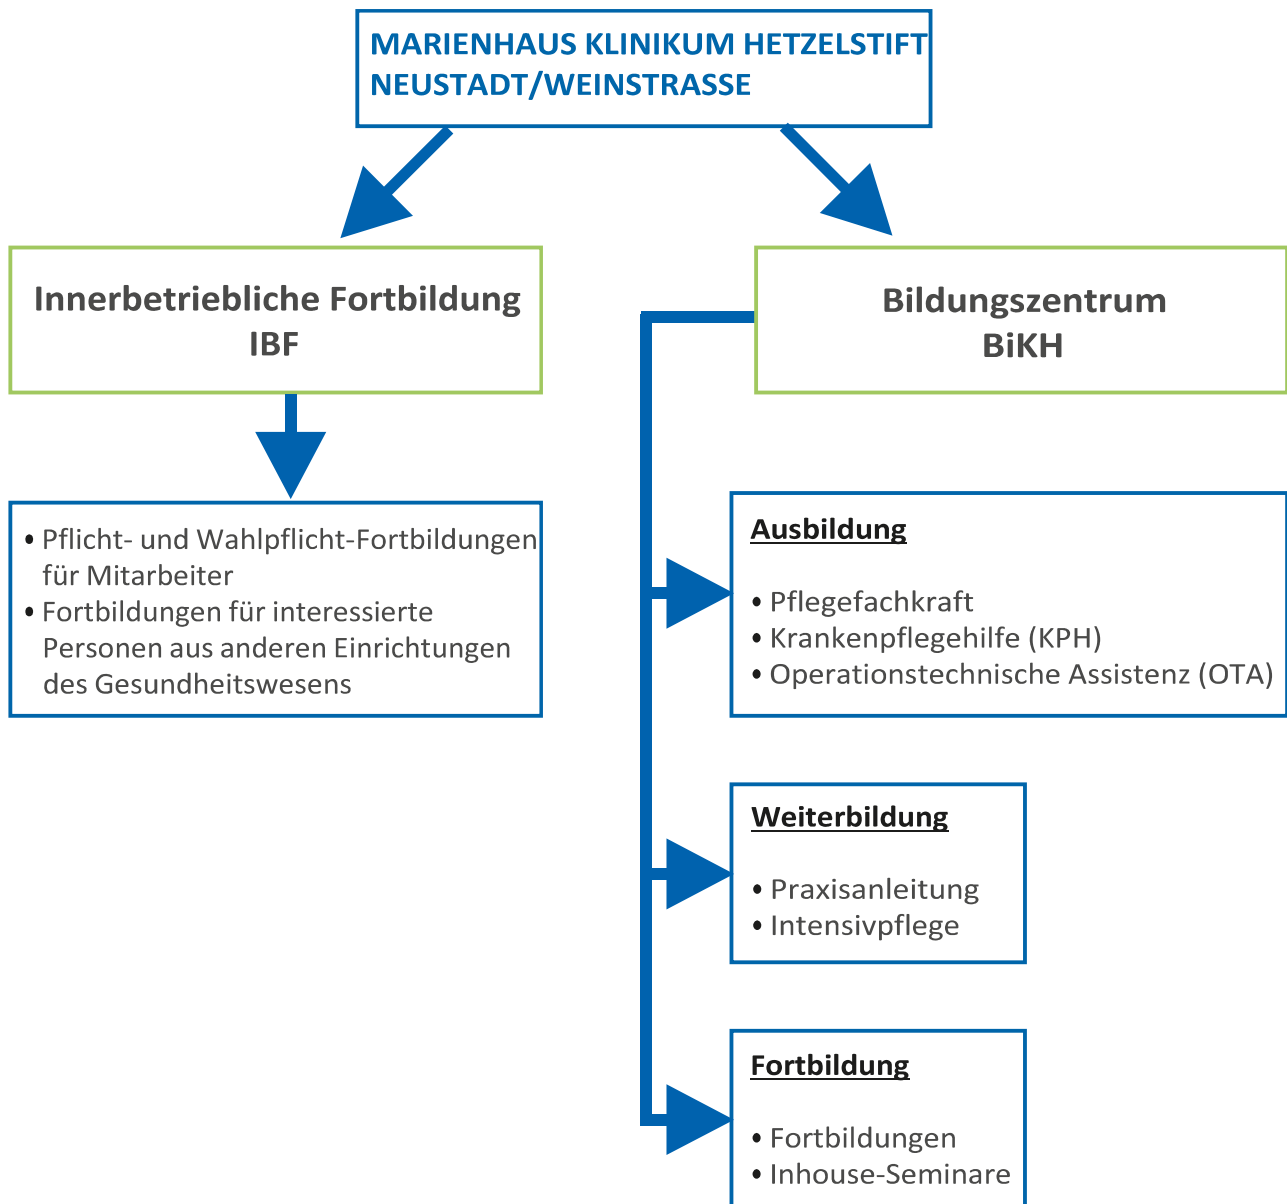 MARIENHAUS KLINIKUM HETZELSTIFT
NEUSTADT/WEINSTRASSE
Innerbetriebliche Fortbildung
IBF
Bildungszentrum
BiKH
• Pflicht- und Wahlpflicht-Fortbildungen
für Mitarbeiter
• Fortbildungen für interessierte
Personen aus anderen Einrichtungen
des Gesundheitswesens
Ausbildung
• Pflegefachkraft
• Krankenpflegehilfe (KPH)
• Operationstechnische Assistenz (OTA)
Weiterbildung
• Praxisanleitung
• Intensivpflege
Fortbildung
• Fortbildungen
• Inhouse-Seminare